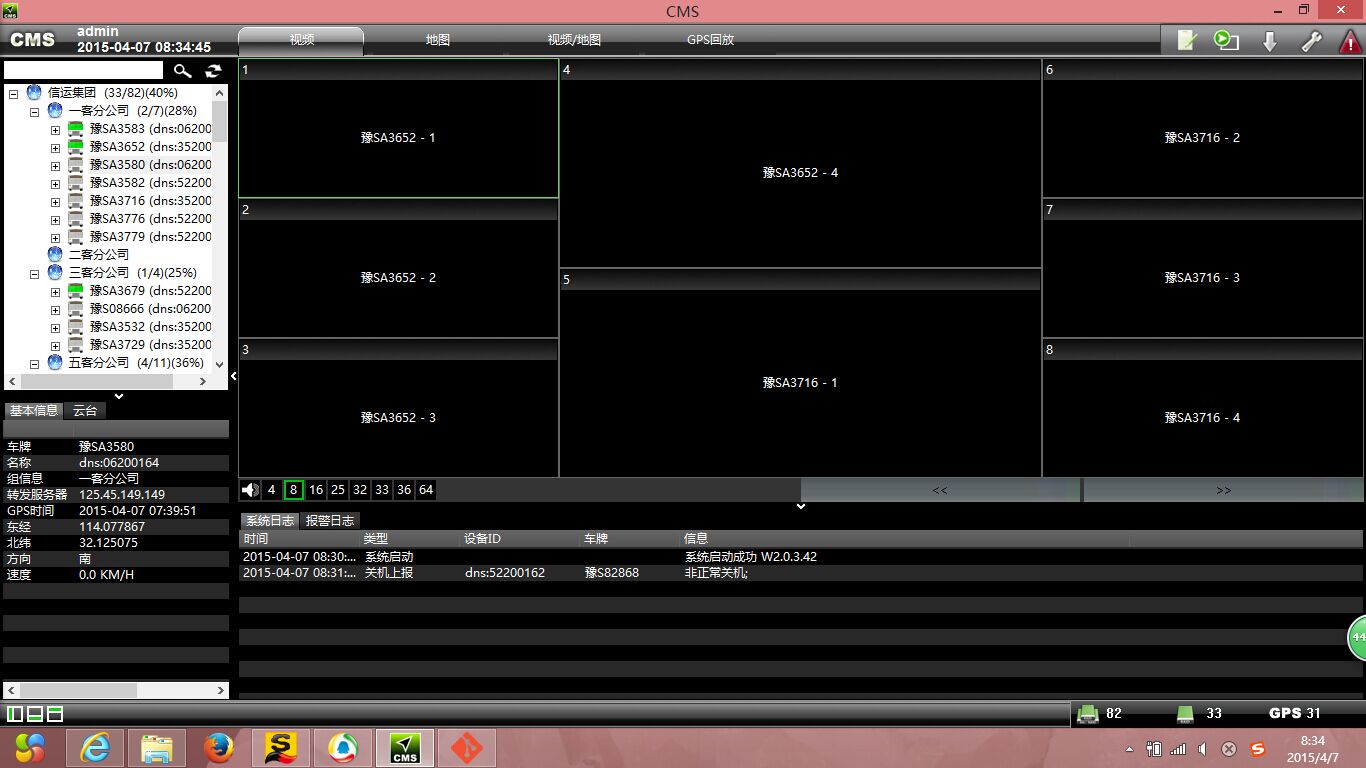 CMS
CMS
CMS
admin
2015-04-07 08:34:45
视频
地图
视频/地图
GPS回放
信运集团 (33/82)(40%)
一客分公司 (2/7)(28%)
豫SA3583 (dns:06200
豫SA3652 (dns:35200
豫SA3580 (dns:06200
豫SA3582 (dns:52200
豫SA3716 (dns:35200
豫SA3776 (dns:52200
豫SA3779 (dns:52200
二客分公司
三客分公司 (1/4)(25%)
豫SA3679 (dns:52200
豫S08666 (dns:06200
豫SA3532 (dns:35200
豫SA3729 (dns:35200
五客分公司 (4/11)(36%)
基本信息 云台
车牌 豫SA3580
名称 dns:06200164
组信息 一客分公司
转发服务器 125.45.149.149
GPS时间 2015-04-07 07:39:51
东经 114.077867
北纬 32.125075
方向 南
速度 0.0 KM/H
1
豫SA3652 - 1
2
豫SA3652 - 2
3
豫SA3652 - 3
4
豫SA3652 - 4
5
豫SA3716 - 1
6
豫SA3716 - 2
7
豫SA3716 - 3
8
豫SA3716 - 4
4 8 16 25 32 33 36 64
<< >>
系统日志 报警日志
时间 类型 设备ID 车牌 信息
2015-04-07 08:30:... 系统启动 系统启动成功 W2.0.3.42
2015-04-07 08:31:... 关机上报 dns:52200162 豫S82868 非正常关机;
44
82 33 GPS 31
CMS
8:34
2015/4/7